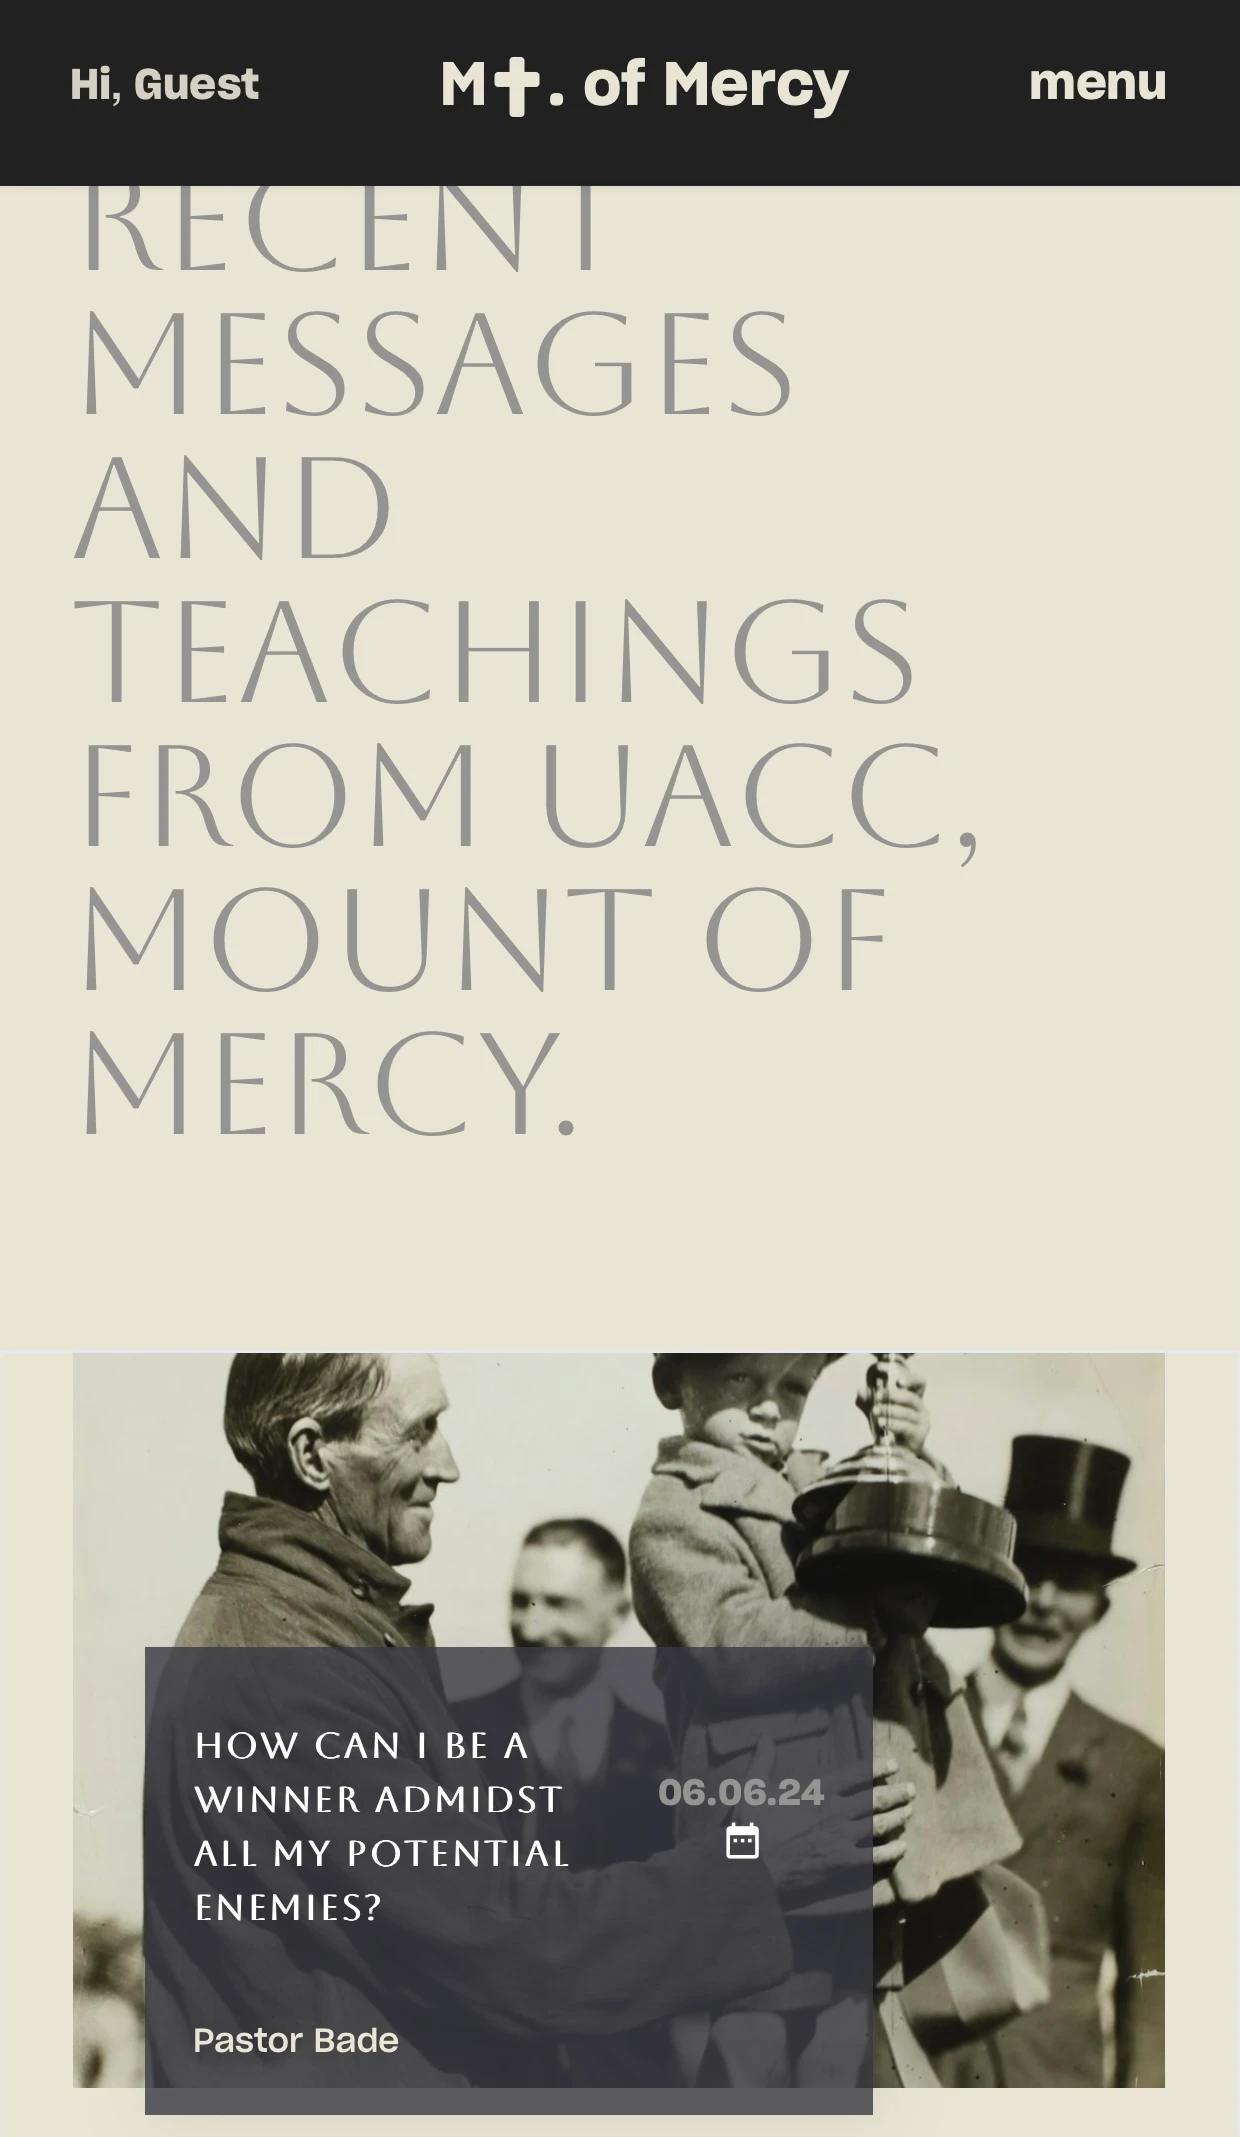 Hi, Guest
M✝. of Mercy
menu
RECENT
MESSAGES
AND
TEACHINGS
FROM UACC,
MOUNT OF
MERCY.
HOW CAN I BE A
WINNER ADMIDST
ALL MY POTENTIAL
ENEMIES?
06.06.24
Pastor Bade